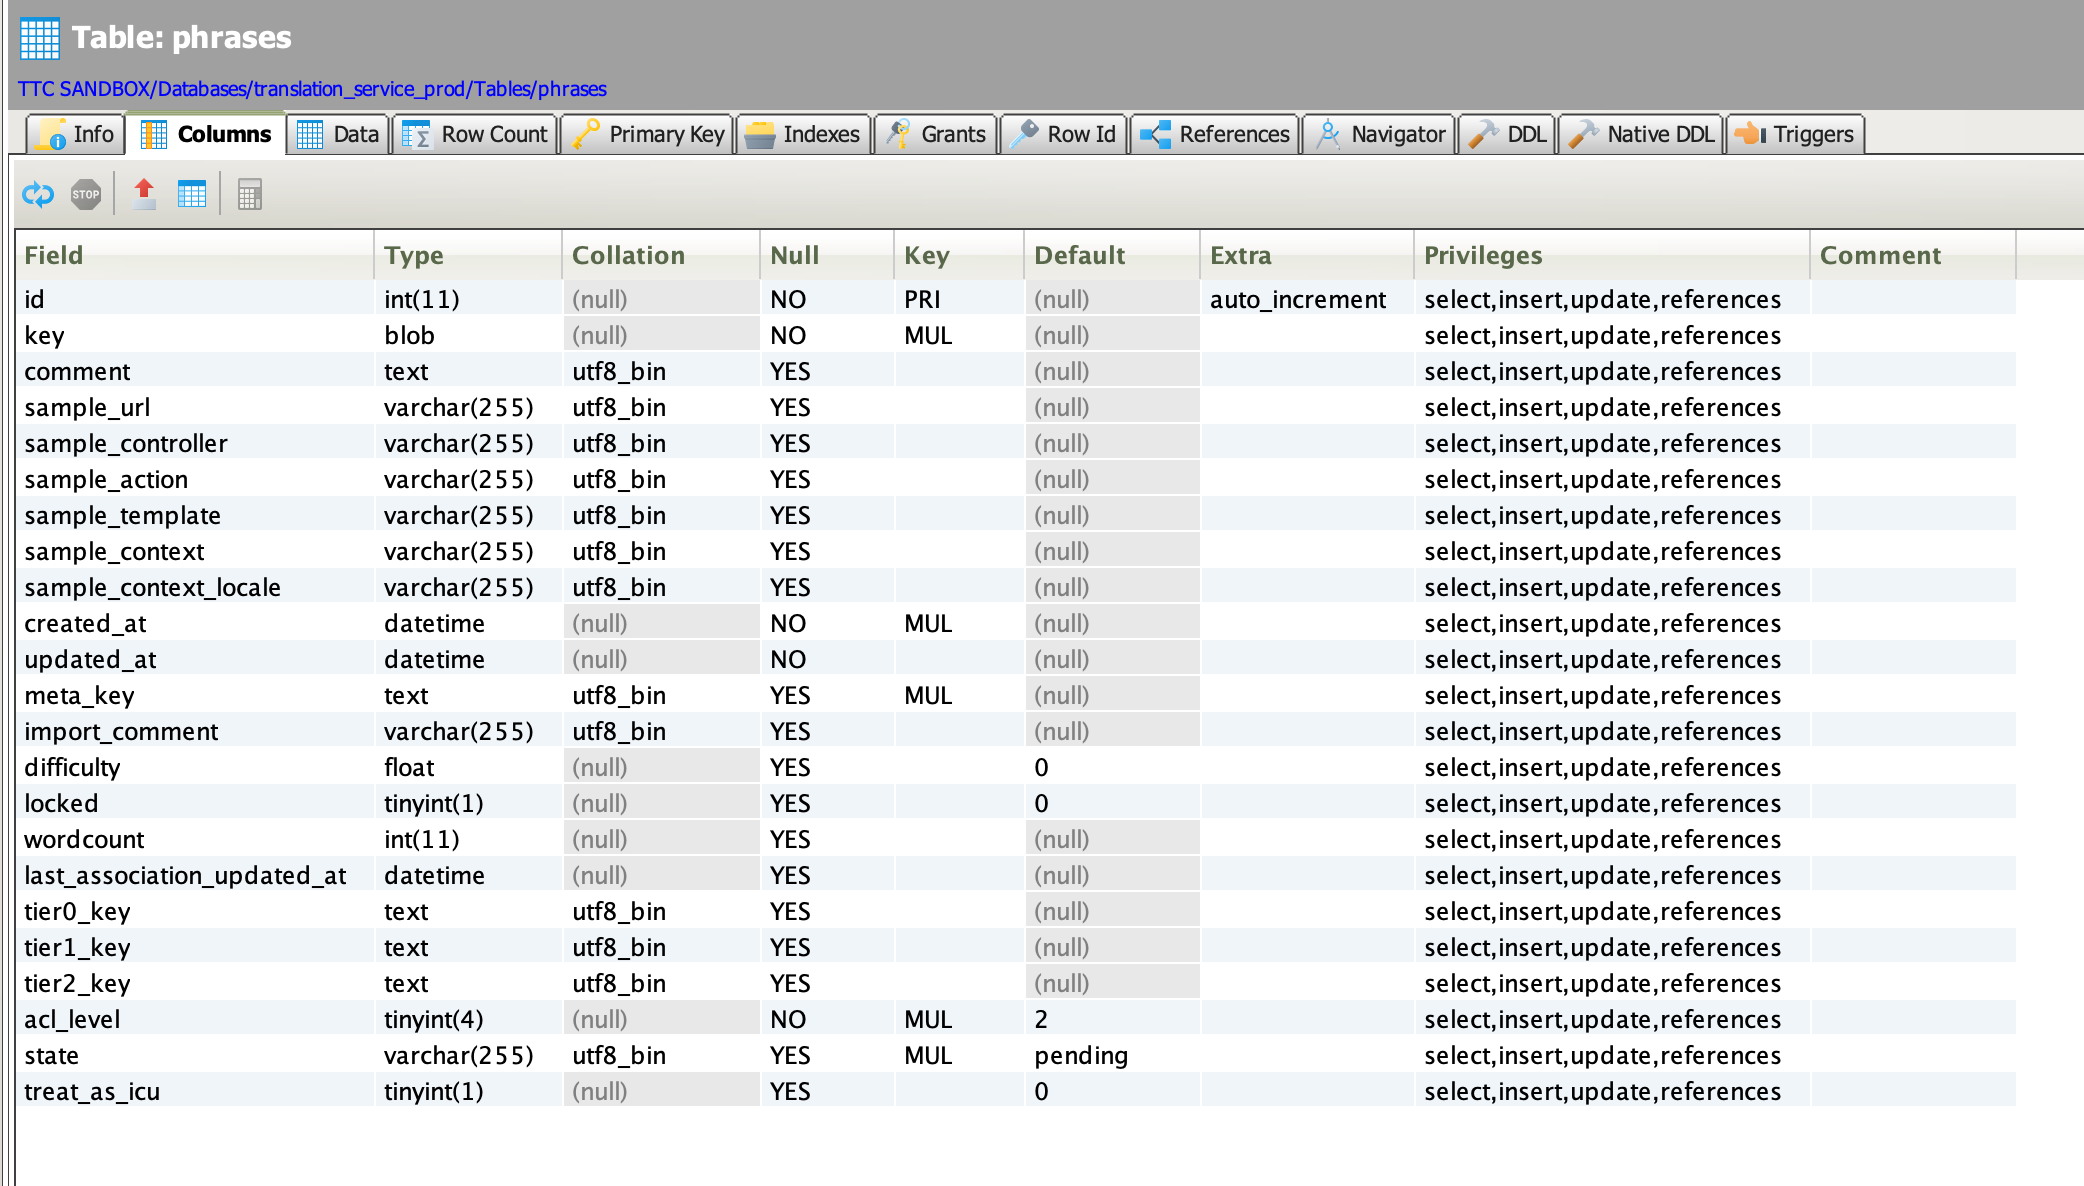 Table: phrases
TTC SANDBOX/Databases/translation_service_prod/Tables/phrases
Info Columns Data Row Count Primary Key Indexes Grants Row Id References Navigator DDL Native DDL Triggers
STOP
Field Type Collation Null Key Default Extra Privileges Comment
id int(11) (null) NO PRI (null) auto_increment select,insert,update,references
key blob (null) NO MUL (null) select,insert,update,references
comment text utf8_bin YES (null) select,insert,update,references
sample_url varchar(255) utf8_bin YES (null) select,insert,update,references
sample_controller varchar(255) utf8_bin YES (null) select,insert,update,references
sample_action varchar(255) utf8_bin YES (null) select,insert,update,references
sample_template varchar(255) utf8_bin YES (null) select,insert,update,references
sample_context varchar(255) utf8_bin YES (null) select,insert,update,references
sample_context_locale varchar(255) utf8_bin YES (null) select,insert,update,references
created_at datetime (null) NO MUL (null) select,insert,update,references
updated_at datetime (null) NO (null) select,insert,update,references
meta_key text utf8_bin YES MUL (null) select,insert,update,references
import_comment varchar(255) utf8_bin YES (null) select,insert,update,references
difficulty float (null) YES 0 select,insert,update,references
locked tinyint(1) (null) YES 0 select,insert,update,references
wordcount int(11) (null) YES (null) select,insert,update,references
last_association_updated_at datetime (null) YES (null) select,insert,update,references
tier0_key text utf8_bin YES (null) select,insert,update,references
tier1_key text utf8_bin YES (null) select,insert,update,references
tier2_key text utf8_bin YES (null) select,insert,update,references
acl_level tinyint(4) (null) NO MUL 2 select,insert,update,references
state varchar(255) utf8_bin YES MUL pending select,insert,update,references
treat_as_icu tinyint(1) (null) YES 0 select,insert,update,references